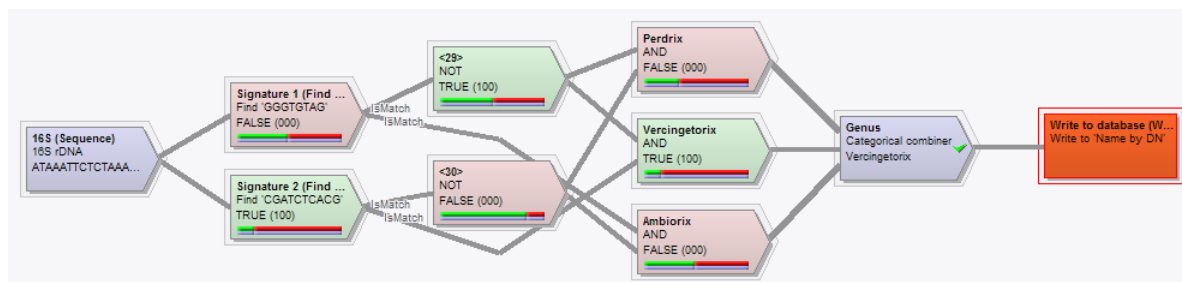 16S (Sequence)
16S rDNA
ATAAATTCTCTAAA...
Signature 1 (Find ...
Find 'GGGTGTAG'
FALSE (000)
IsMatch
IsMatch
Signature 2 (Find ...
Find 'CGATCTCACG'
TRUE (100)
IsMatch
IsMatch
<29>
NOT
TRUE (100)
<30>
NOT
FALSE (000)
Perdrix
AND
FALSE (000)
Vercingetorix
AND
TRUE (100)
Ambiorix
AND
FALSE (000)
Genus
Categorical combiner
Vercingetorix
Write to database (W...
Write to 'Name by DN'